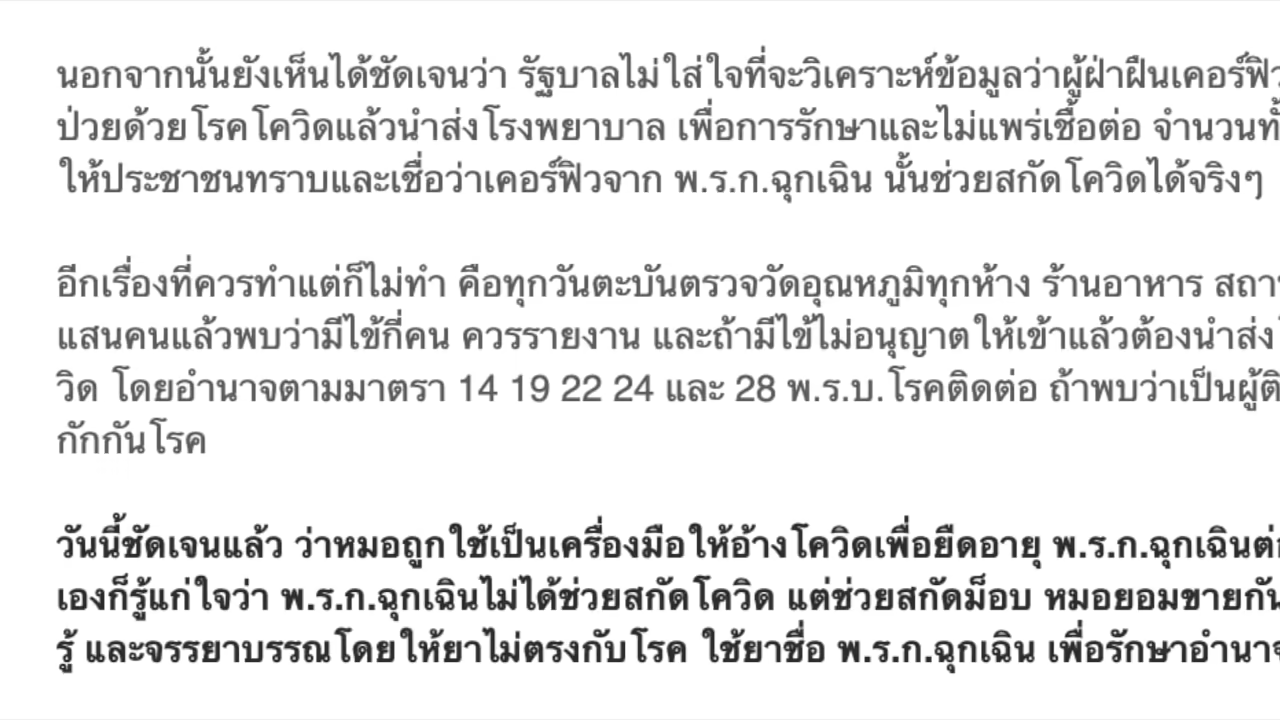 นอกจากนั้นยังเห็นได้ชัดเจนว่า รัฐบาลไม่ใส่ใจที่จะวิเคราะห์ข้อมูลว่าผู้ฝ่าฝืนเคอร์ฟิว
ป่วยด้วยโรคโควิดแล้วนำส่งโรงพยาบาล เพื่อการรักษาและไม่แพร่เชื้อต่อ
ให้ประชาชนทราบและเชื่อว่าเคอร์ฟิวจาก พ.ร.ก.ฉุกเฉิน นั้นช่วยสกัดโควิดได้จริงๆ
อีกเรื่องที่ควรทำแต่ก็ไม่ทำ คือทุกวันตะบันตรวจวัดอุณหภูมิทุกห้าง ร้านอาหาร
แสนคนแล้วพบว่ามีไข้กี่คน ควรรายงาน และถ้ามีไข้ไม่อนุญาตให้เข้าแล้วต้องนำส่ง
วิด โดยอำนาจตามมาตรา 14 19 22 24 และ 28 พ.ร.บ.โรคติดต่อ ถ้าพบว่าเป็น
กักกันโรค
วันนี้ชัดเจนแล้ว ว่าหมอถูกใช้เป็นเครื่องมือให้อ้างโควิดเพื่อยืดอายุ พ.ร.ก.ฉุกเฉิน
เองก็รู้แก่ใจว่า พ.ร.ก.ฉุกเฉินไม่ได้ช่วยสกัดโควิด แต่ช่วยสกัดม็อบ หมอยอมขาย
รู้ และจรรยาบรรณโดยให้ยาไม่ตรงกับโรค ใช้ยาชื่อ พ.ร.ก.ฉุกเฉิน เพื่อรักษา